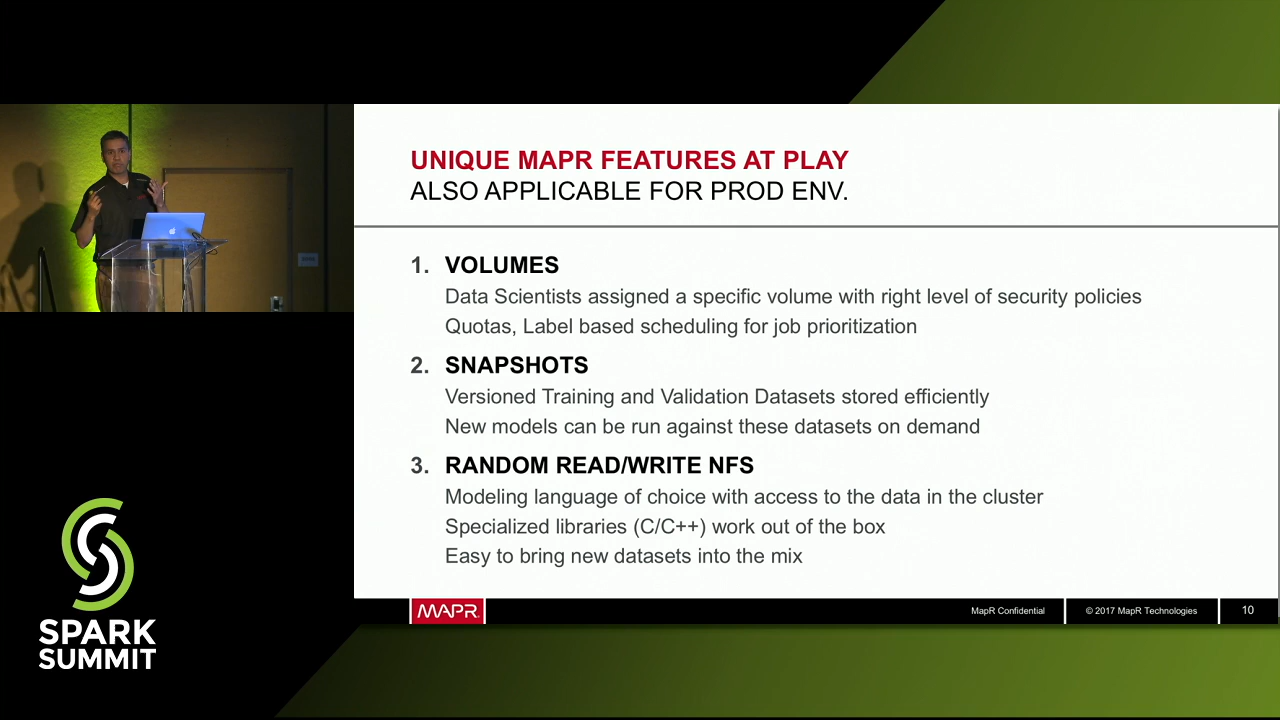 UNIQUE MAPR FEATURES AT PLAY
ALSO APPLICABLE FOR PROD ENV.
1. VOLUMES
Data Scientists assigned a specific volume with right level of security policies
Quotas, Label based scheduling for job prioritization
2. SNAPSHOTS
Versioned Training and Validation Datasets stored efficiently
New models can be run against these datasets on demand
3. RANDOM READ/WRITE NFS
Modeling language of choice with access to the data in the cluster
Specialized libraries (C/C++) work out of the box
Easy to bring new datasets into the mix
MAPR
MapR Confidential
© 2017 MapR Technologies
10
SPARK
SUMMIT